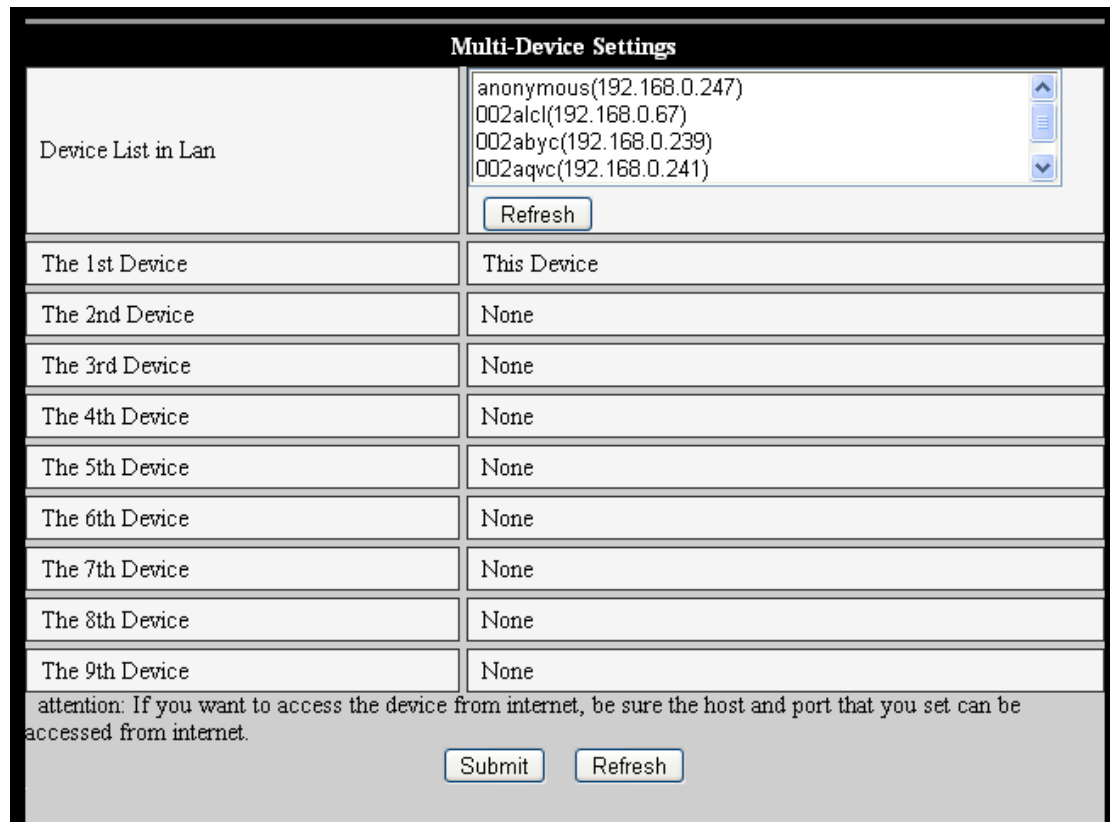 Multi-Device Settings
Device List in Lan
anonymous(192.168.0.247)
002alcl(192.168.0.67)
002abyc(192.168.0.239)
002aqvc(192.168.0.241)
Refresh
The 1st Device This Device
The 2nd Device None
The 3rd Device None
The 4th Device None
The 5th Device None
The 6th Device None
The 7th Device None
The 8th Device None
The 9th Device None
attention: If you want to access the device from internet, be sure the host and port that you set can be
accessed from internet.
Submit Refresh